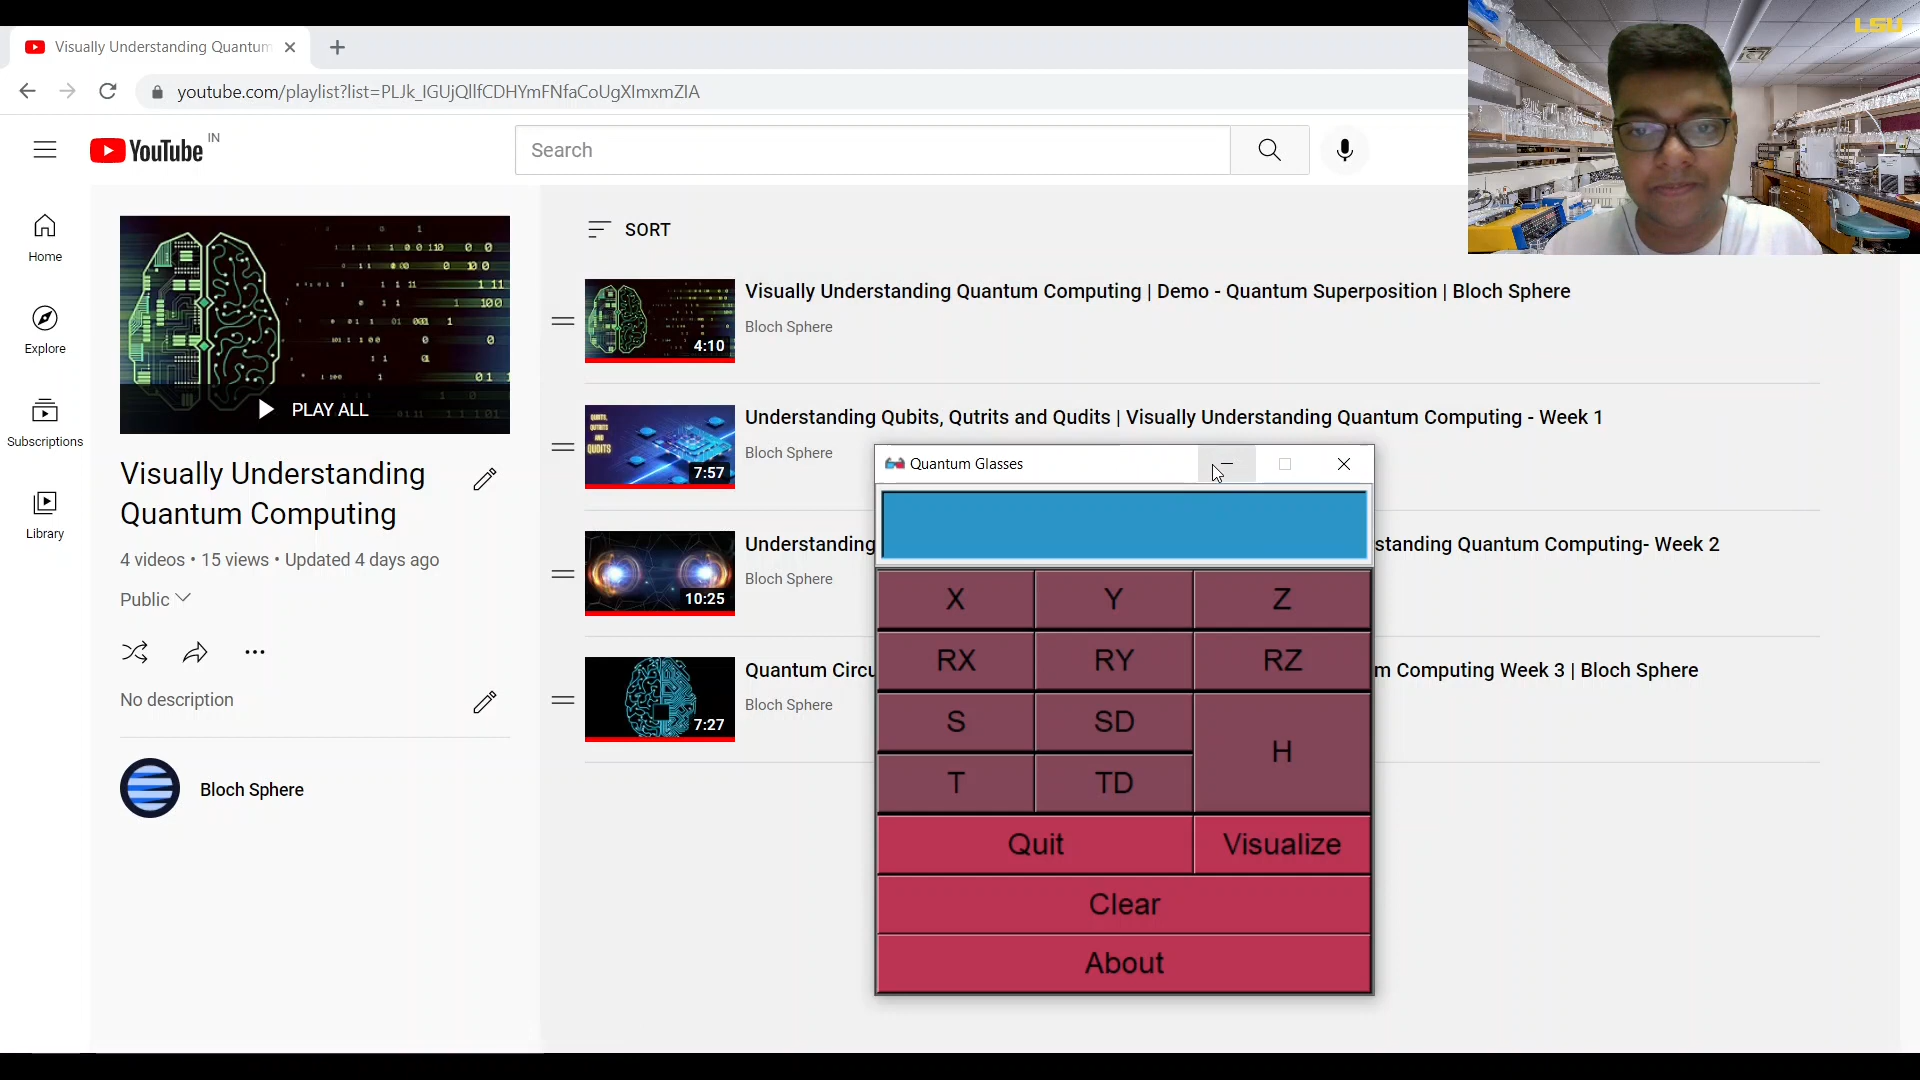 Visually Understanding Quantum
youtube.com/playlist?list=PLJk_IGUjQllfCDHYmFNfaCoUgXImxmZIA
LSU
YouTube IN
Search
Home
Explore
Subscriptions
Library
PLAY ALL
Visually Understanding
Quantum Computing
4 videos • 15 views • Updated 4 days ago
Public
No description
Bloch Sphere
SORT
4:10
Visually Understanding Quantum Computing | Demo - Quantum Superposition | Bloch Sphere
Bloch Sphere
QUBITS,
QUTRITS
AND
QUDITS
7:57
Understanding Qubits, Qutrits and Qudits | Visually Understanding Quantum Computing - Week 1
Bloch Sphere
10:25
Understanding standing Quantum Computing- Week 2
Bloch Sphere
7:27
Quantum Circu m Computing Week 3 | Bloch Sphere
Bloch Sphere
Quantum Glasses
X Y Z
RX RY RZ
S SD H
T TD
Quit Visualize
Clear
About